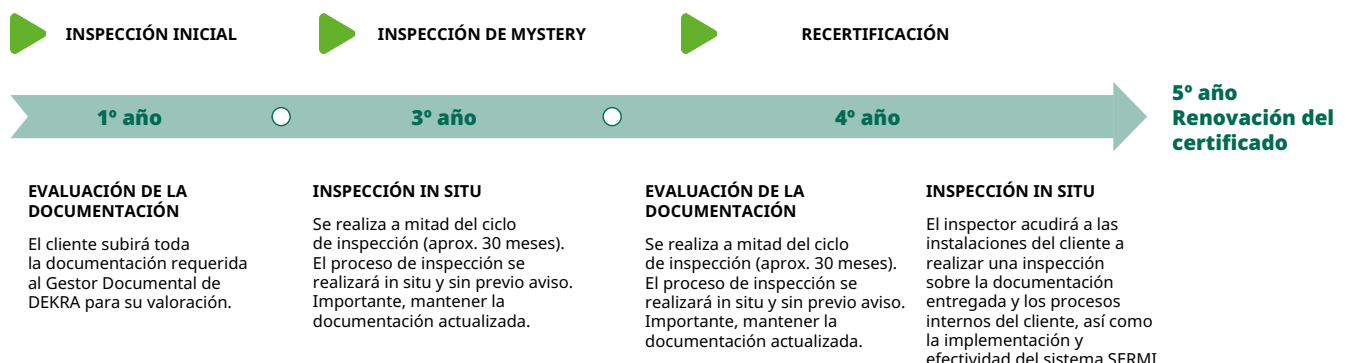 INSPECCIÓN INICIAL
INSPECCIÓN DE MYSTERY
RECERTIFICACIÓN
1º año
3º año
4º año
5º año
Renovación del
certificado
EVALUACIÓN DE LA
DOCUMENTACIÓN
El cliente subirá toda
la documentación requerida
al Gestor Documental de
DEKRA para su valoración.
INSPECCIÓN IN SITU
Se realiza a mitad del ciclo
de inspección (aprox. 30 meses).
El proceso de inspección se
realizará in situ y sin previo aviso.
Importante, mantener la
documentación actualizada.
EVALUACIÓN DE LA
DOCUMENTACIÓN
Se realiza a mitad del ciclo
de inspección (aprox. 30 meses).
El proceso de inspección se
realizará in situ y sin previo aviso.
Importante, mantener la
documentación actualizada.
INSPECCIÓN IN SITU
El inspector acudirá a las
instalaciones del cliente a
realizar una inspección
sobre la documentación
entregada y los procesos
internos del cliente, así como
la implementación y
efectividad del sistema SERMI